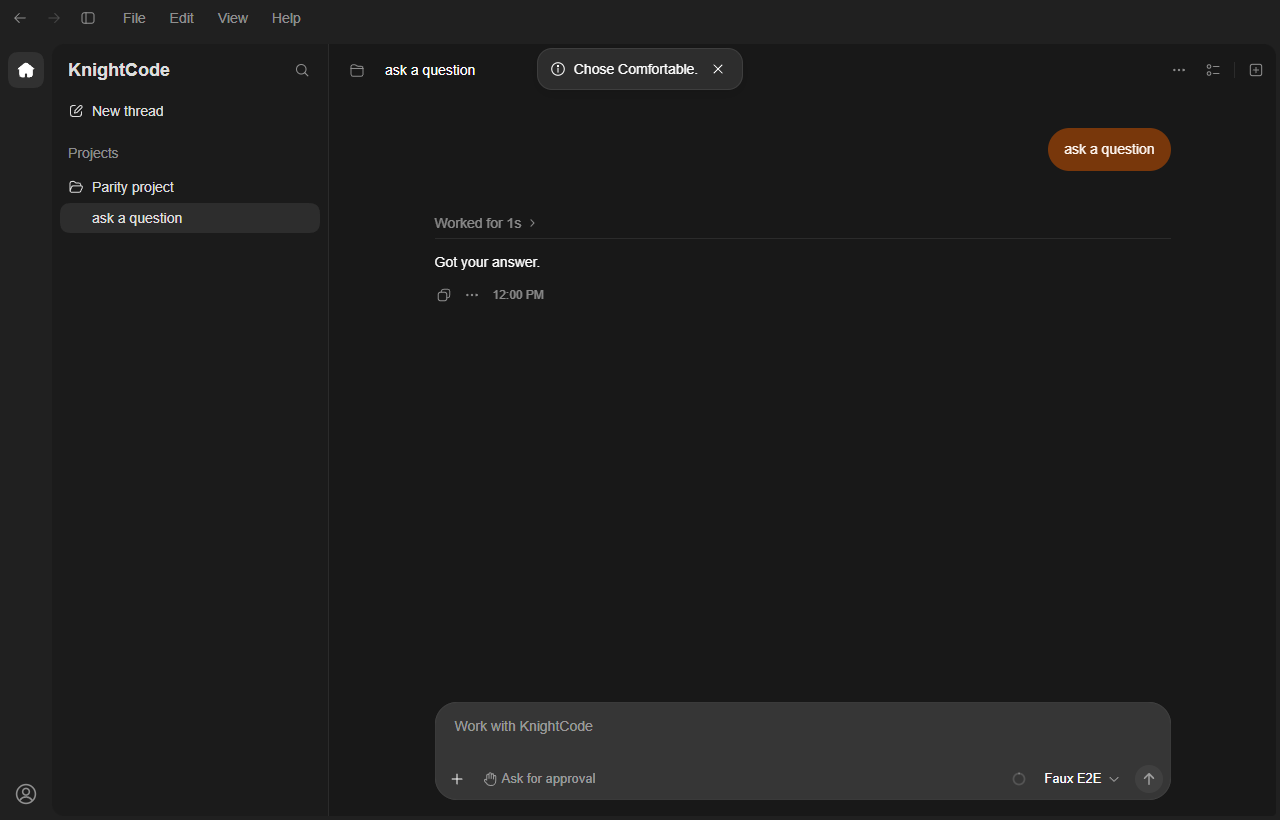 File Edit View Help
KnightCode
ask a question
Chose Comfortable.
New thread
ask a question
Projects
Parity project
ask a question
Worked for 1s
Got your answer.
12:00 PM
Work with KnightCode
Ask for approval
Faux E2E